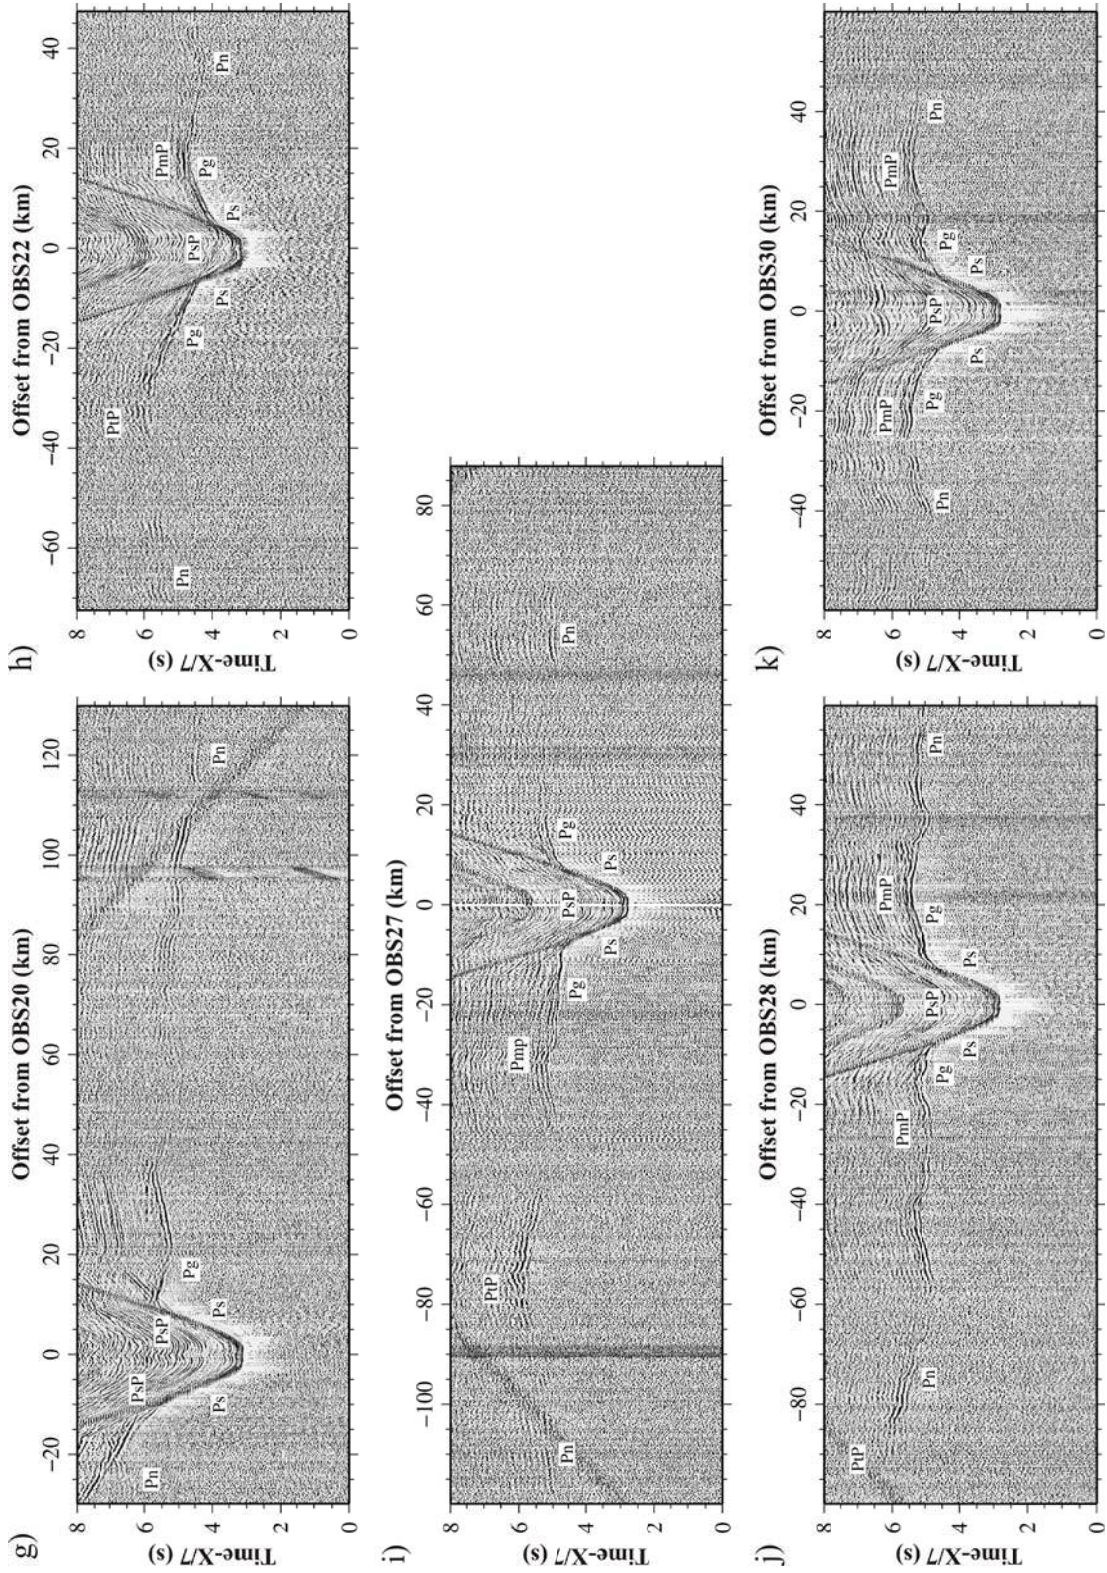 g)
Offset from OBS20 (km)
−20 0 20 40 60 80 100 120
Time-X/7 (s)
8
6
4
2
0
Pn
PsP
Ps
PsP
Ps
Pg
Pn
h)
Offset from OBS22 (km)
−60 −40 −20 0 20 40
Time-X/7 (s)
8
6
4
2
0
Pn
PtP
Pg
Ps
PsP
Ps
Pg
PmP
Pn
i)
Offset from OBS27 (km)
−100 −80 −60 −40 −20 0 20 40 60 80
Time-X/7 (s)
8
6
4
2
0
Pn
PtP
Pmp
Pg
Ps
PsP
Ps
Pg
Pn
j)
Offset from OBS28 (km)
−80 −60 −40 −20 0 20 40
Time-X/7 (s)
8
6
4
2
0
PtP
Pn
PmP
Pg
Ps
PsP
Ps
Pg
PmP
Pn
k)
Offset from OBS30 (km)
−40 −20 0 20 40
Time-X/7 (s)
8
6
4
2
0
Pn
PmP
Pg
Ps
PsP
Ps
Pg
PmP
Pn